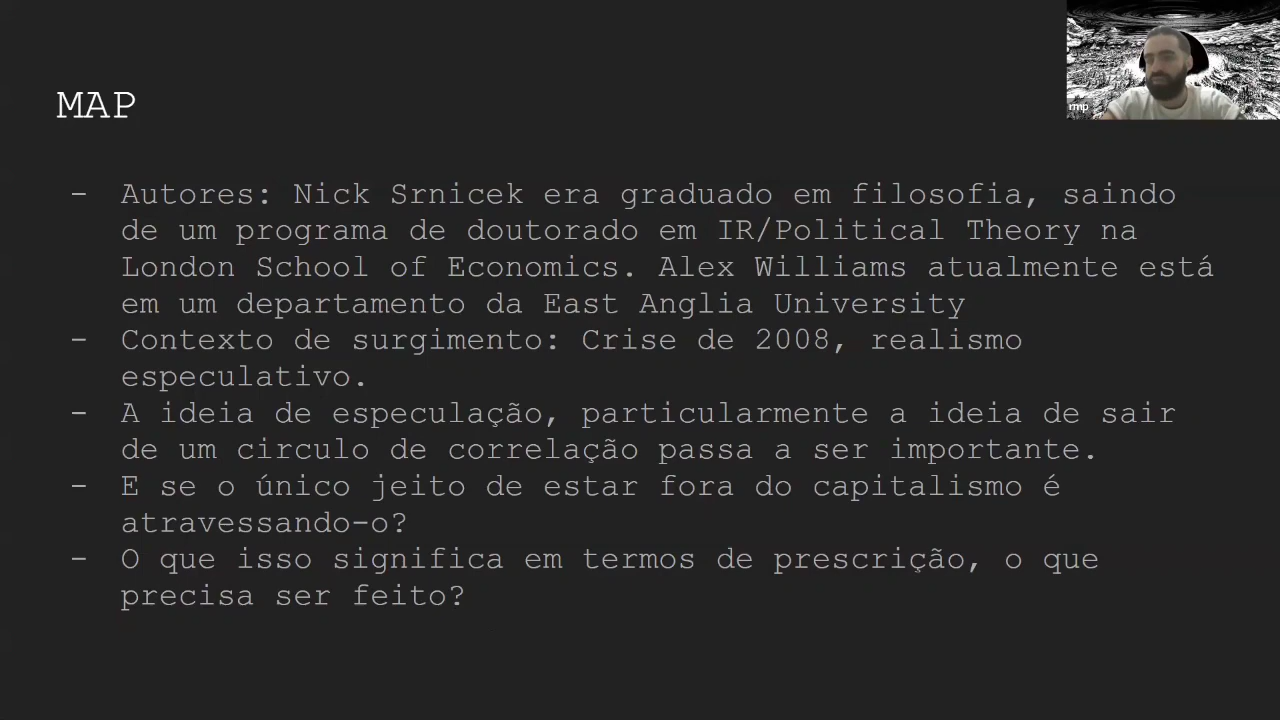 MAP
rmp
- Autores: Nick Srnicek era graduado em filosofia, saindo
de um programa de doutorado em IR/Political Theory na
London School of Economics. Alex Williams atualmente está
em um departamento da East Anglia University
- Contexto de surgimento: Crise de 2008, realismo
especulativo.
- A ideia de especulação, particularmente a ideia de sair
de um circulo de correlação passa a ser importante.
- E se o único jeito de estar fora do capitalismo é
atravessando-o?
- O que isso significa em termos de prescrição, o que
precisa ser feito?